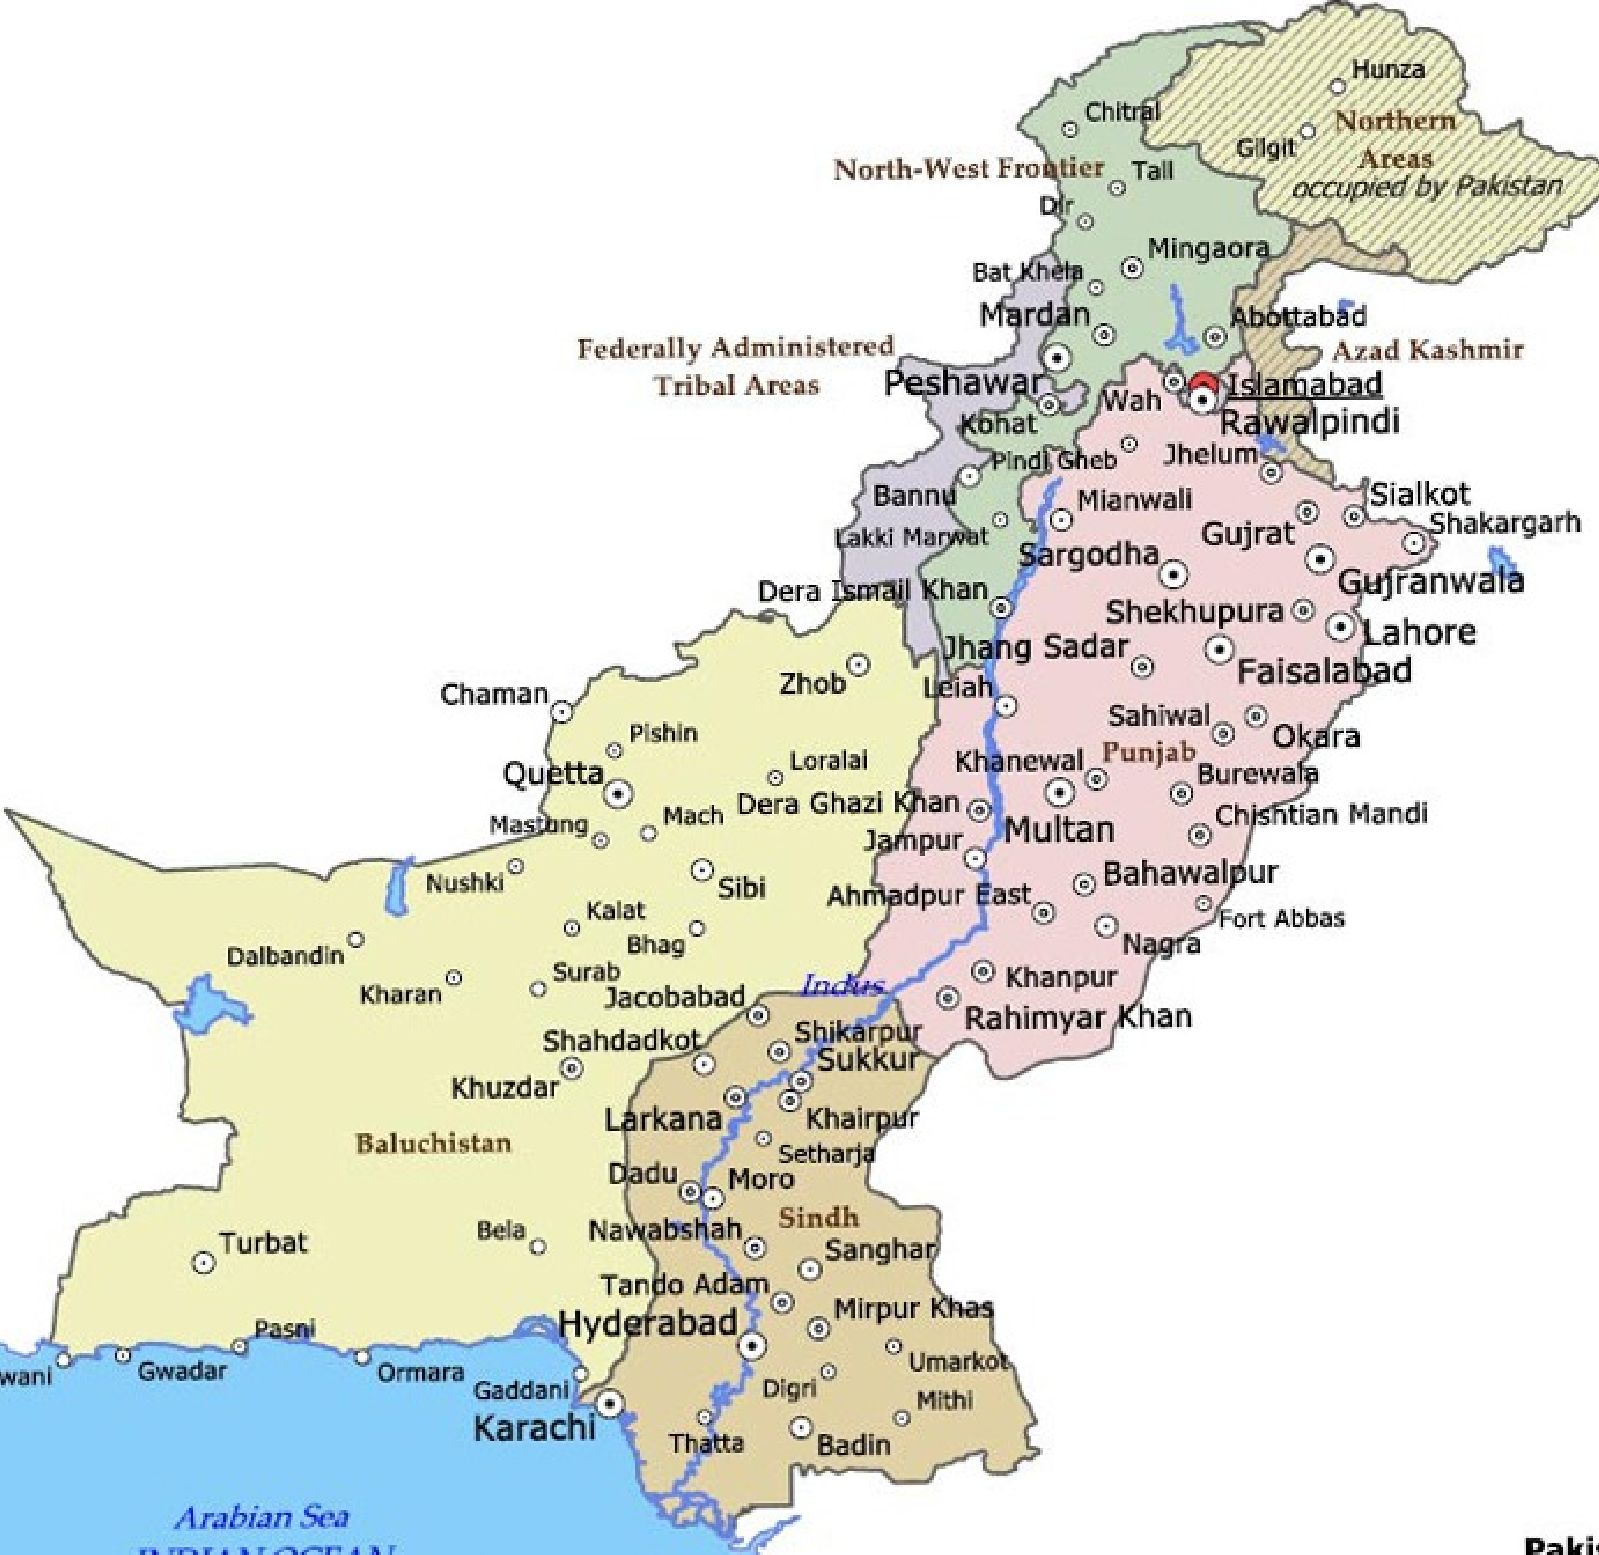 Hunza
Northern
Areas
Gilgit
occupied by Pakistan
Chitral
North-West Frontier
Tall
Dir
Mingaora
Bat Khela
Mardan
Abottabad
Federally Administered
Tribal Areas
Azad Kashmir
Peshawar
Islamabad
Wah
Rawalpindi
Kohat
Pindi Gheb
Jhelum
Bannu
Mianwali
Sialkot
Shakargarh
Lakki Marwat
Gujrat
Sargodha
Gujranwala
Dera Ismail Khan
Shekhupura
Lahore
Jhang Sadar
Faisalabad
Zhob
Leiah
Chaman
Sahiwal
Okara
Pishin
Punjab
Loralai
Khanewal
Quetta
Burewala
Dera Ghazi Khan
Mach
Chishtian Mandi
Mastung
Jampur
Multan
Nushki
Sibi
Bahawalpur
Ahmadpur East
Kalat
Fort Abbas
Bhag
Nagra
Dalbandin
Surab
Khanpur
Kharan
Indus
Jacobabad
Rahimyar Khan
Shahdadkot
Shikarpur
Sukkur
Khuzdar
Larkana
Khairpur
Baluchistan
Setharja
Dadu
Moro
Sindh
Turbat
Bela
Nawabshah
Sanghar
Tando Adam
Mirpur Khas
Pasni
Hyderabad
wani
Gwadar
Ormara
Umarkot
Gaddani
Digri
Mithi
Karachi
Thatta
Badin
Arabian Sea
INDIAN OCEAN
Pakis